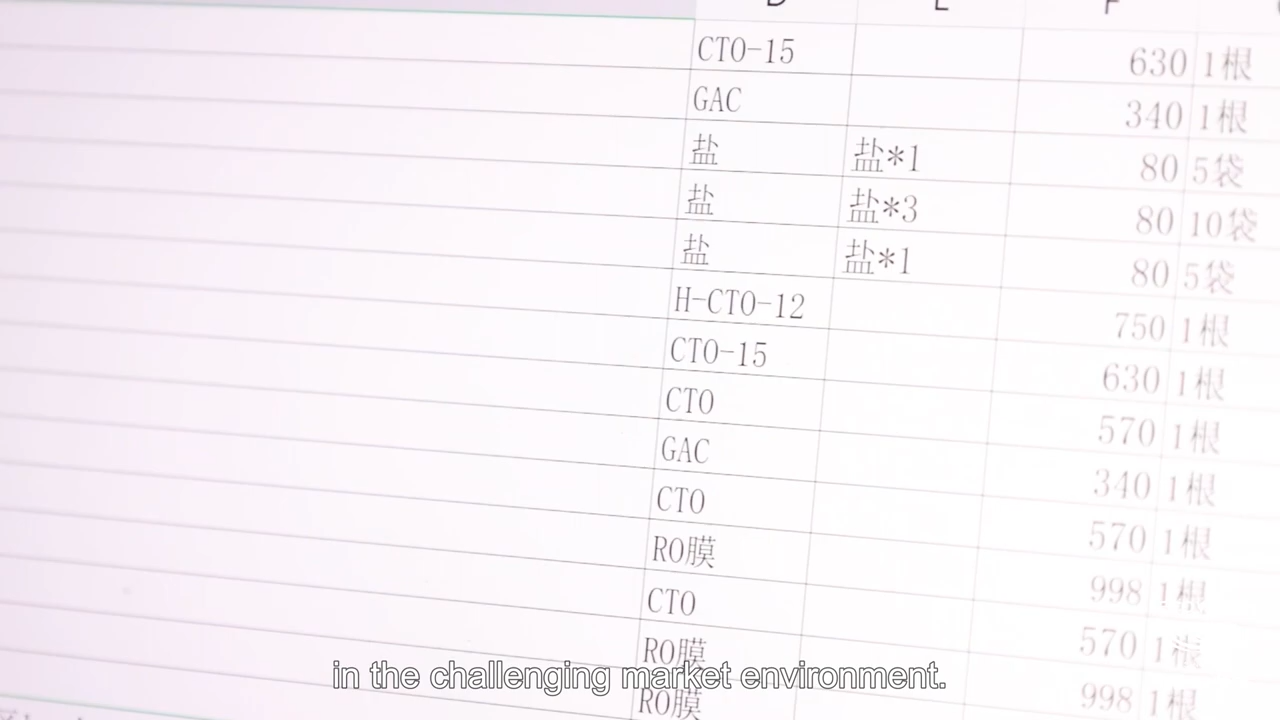 D E F
CTO-15 630 1根
GAC 340 1根
盐 盐*1 80 5袋
盐 盐*3 80 10袋
盐 盐*1 80 5袋
H-CTO-12 750 1根
CTO-15 630 1根
CTO 570 1根
GAC 340 1根
CTO 570 1根
RO膜 998 1根
CTO 570 1根
RO膜 998 1根
RO膜
in the challenging market environment.